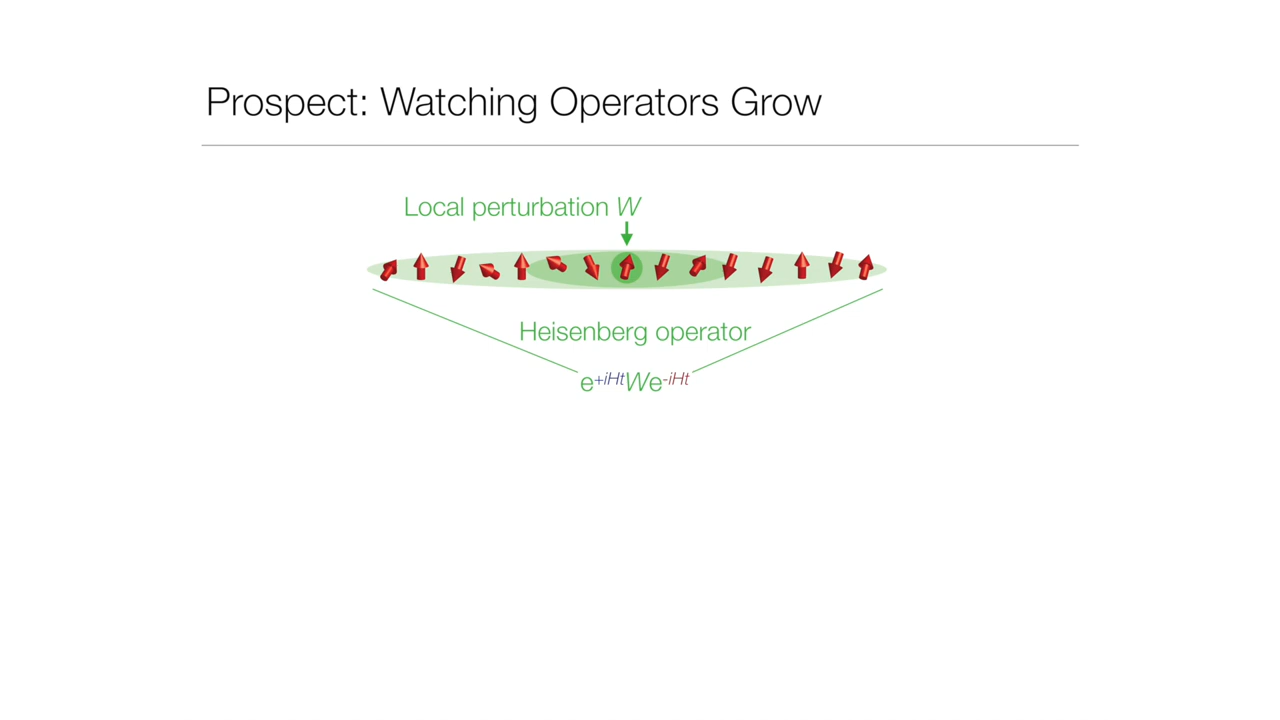 Prospect: Watching Operators Grow
Local perturbation W
Heisenberg operator
e+iHtWe-iHt